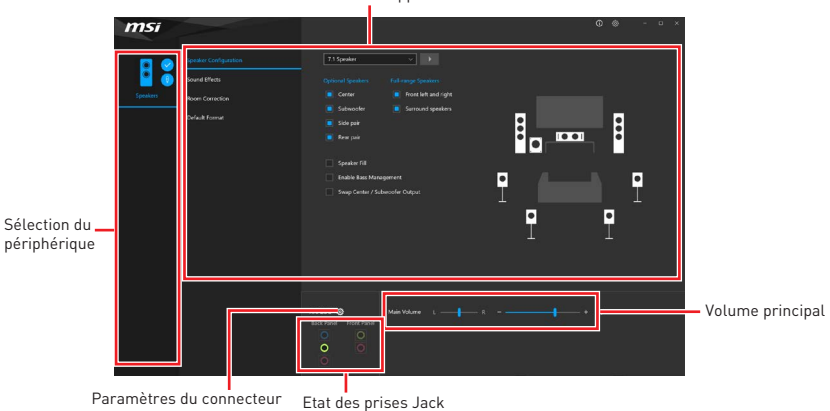 msi
Speaker Configuration
7.1 Speaker
Optional Speakers
Full-range Speakers
Sound Effects
Center
Front left and right
Speakers
Room Correction
Subwoofer
Surround speakers
Default Format
Side pair
Rear pair
Speaker Fill
Enable Bass Management
Swap Center / Subwoofer Output
Sélection du
périphérique
Main Volume
L
R
-
+
Volume principal
Back Panel
Front Panel
Paramètres du connecteur
Etat des prises Jack